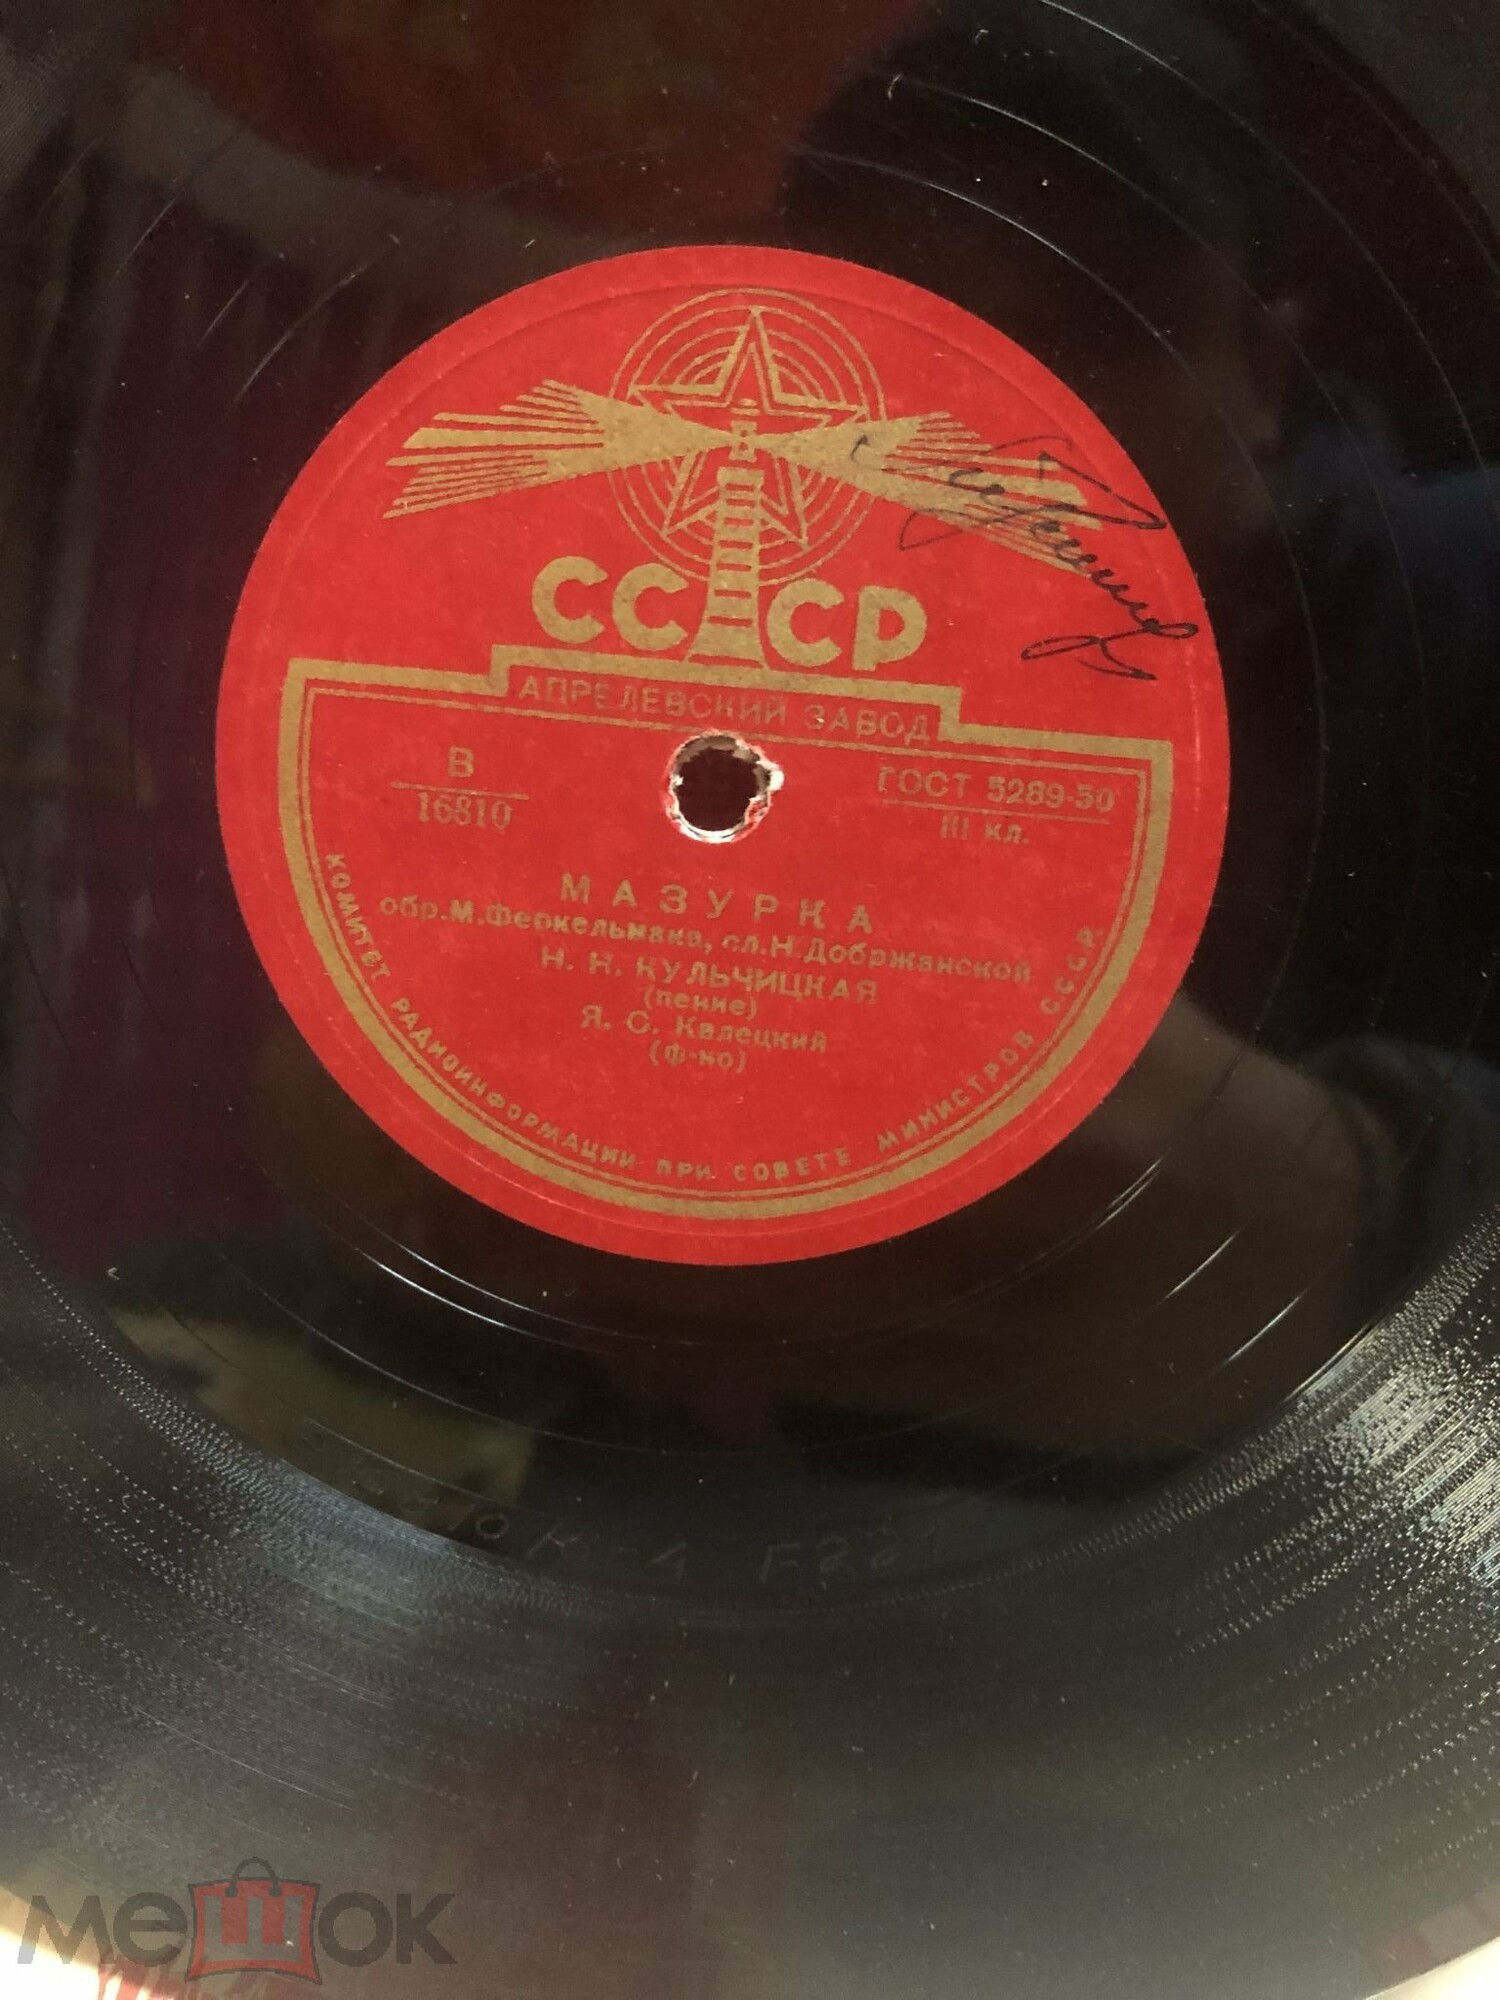 СССР
АПРЕЛЕВСКИЙ ЗАВОД
В
16810
ГОСТ 5289-50
III кл.
МАЗУРКА
обр.М.Феркельмана, сл.Н.Добржанской
Н. Н. КУЛЬЧИЦКАЯ
(пение)
Я. С. Калецкий
(Ф-но)
КОМИТЕТ РАДИОИНФОРМАЦИИ ПРИ СОВЕТЕ МИНИСТРОВ СССР
мешок